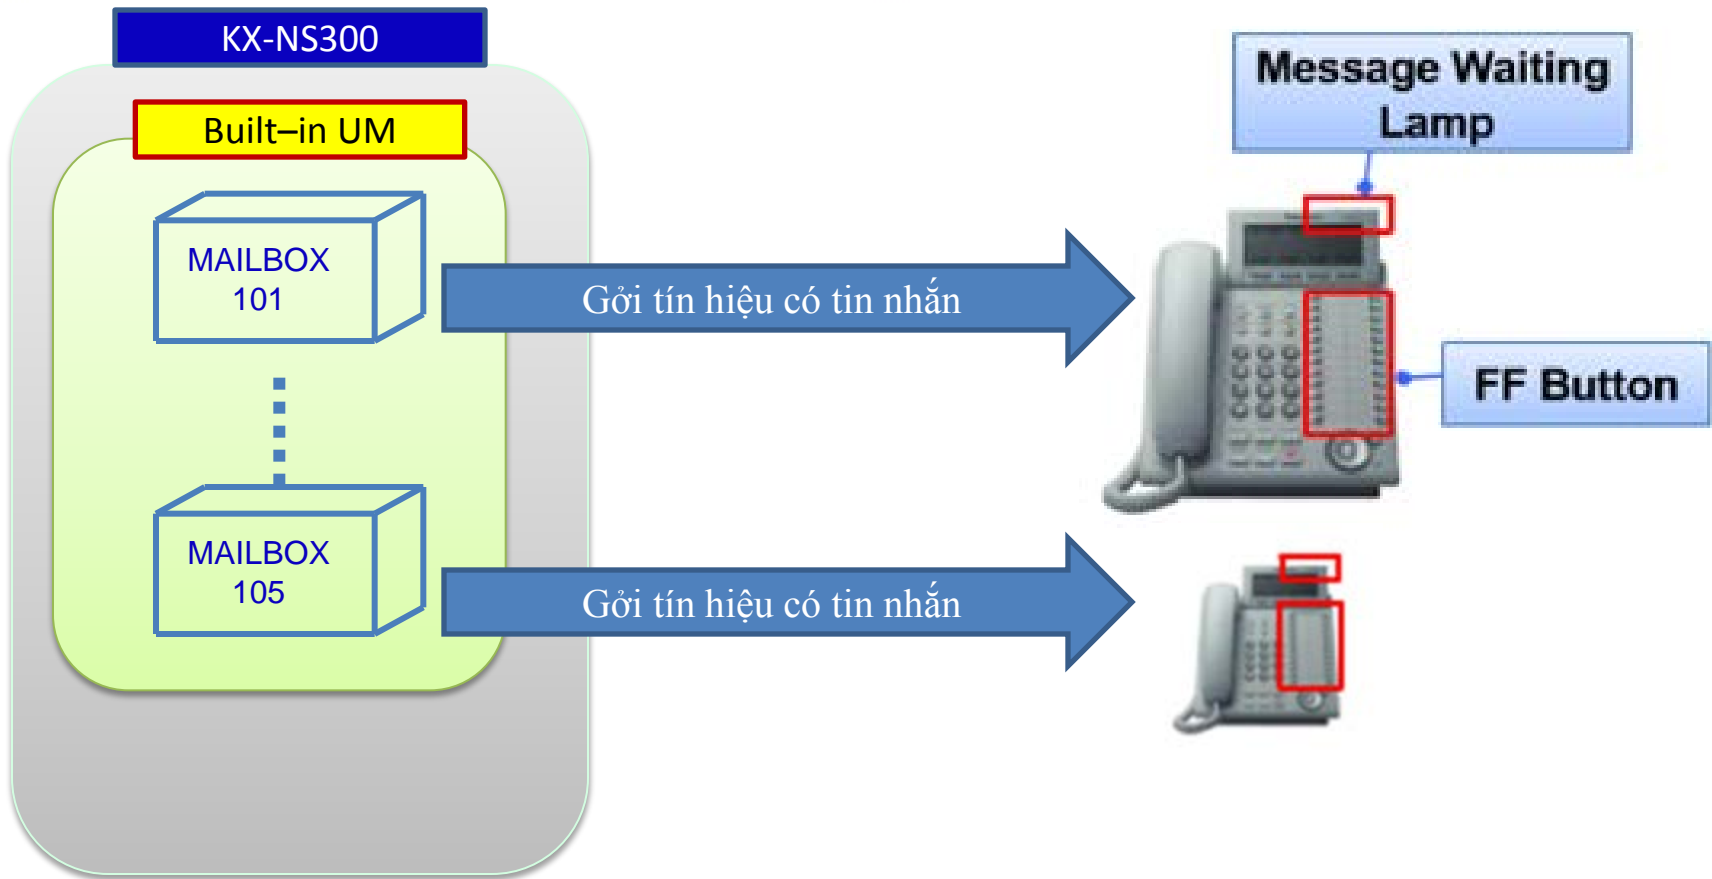 KX-NS300
Built–in UM
MAILBOX
101
Gởi tín hiệu có tin nhắn
MAILBOX
105
Gởi tín hiệu có tin nhắn
Message Waiting
Lamp
FF Button